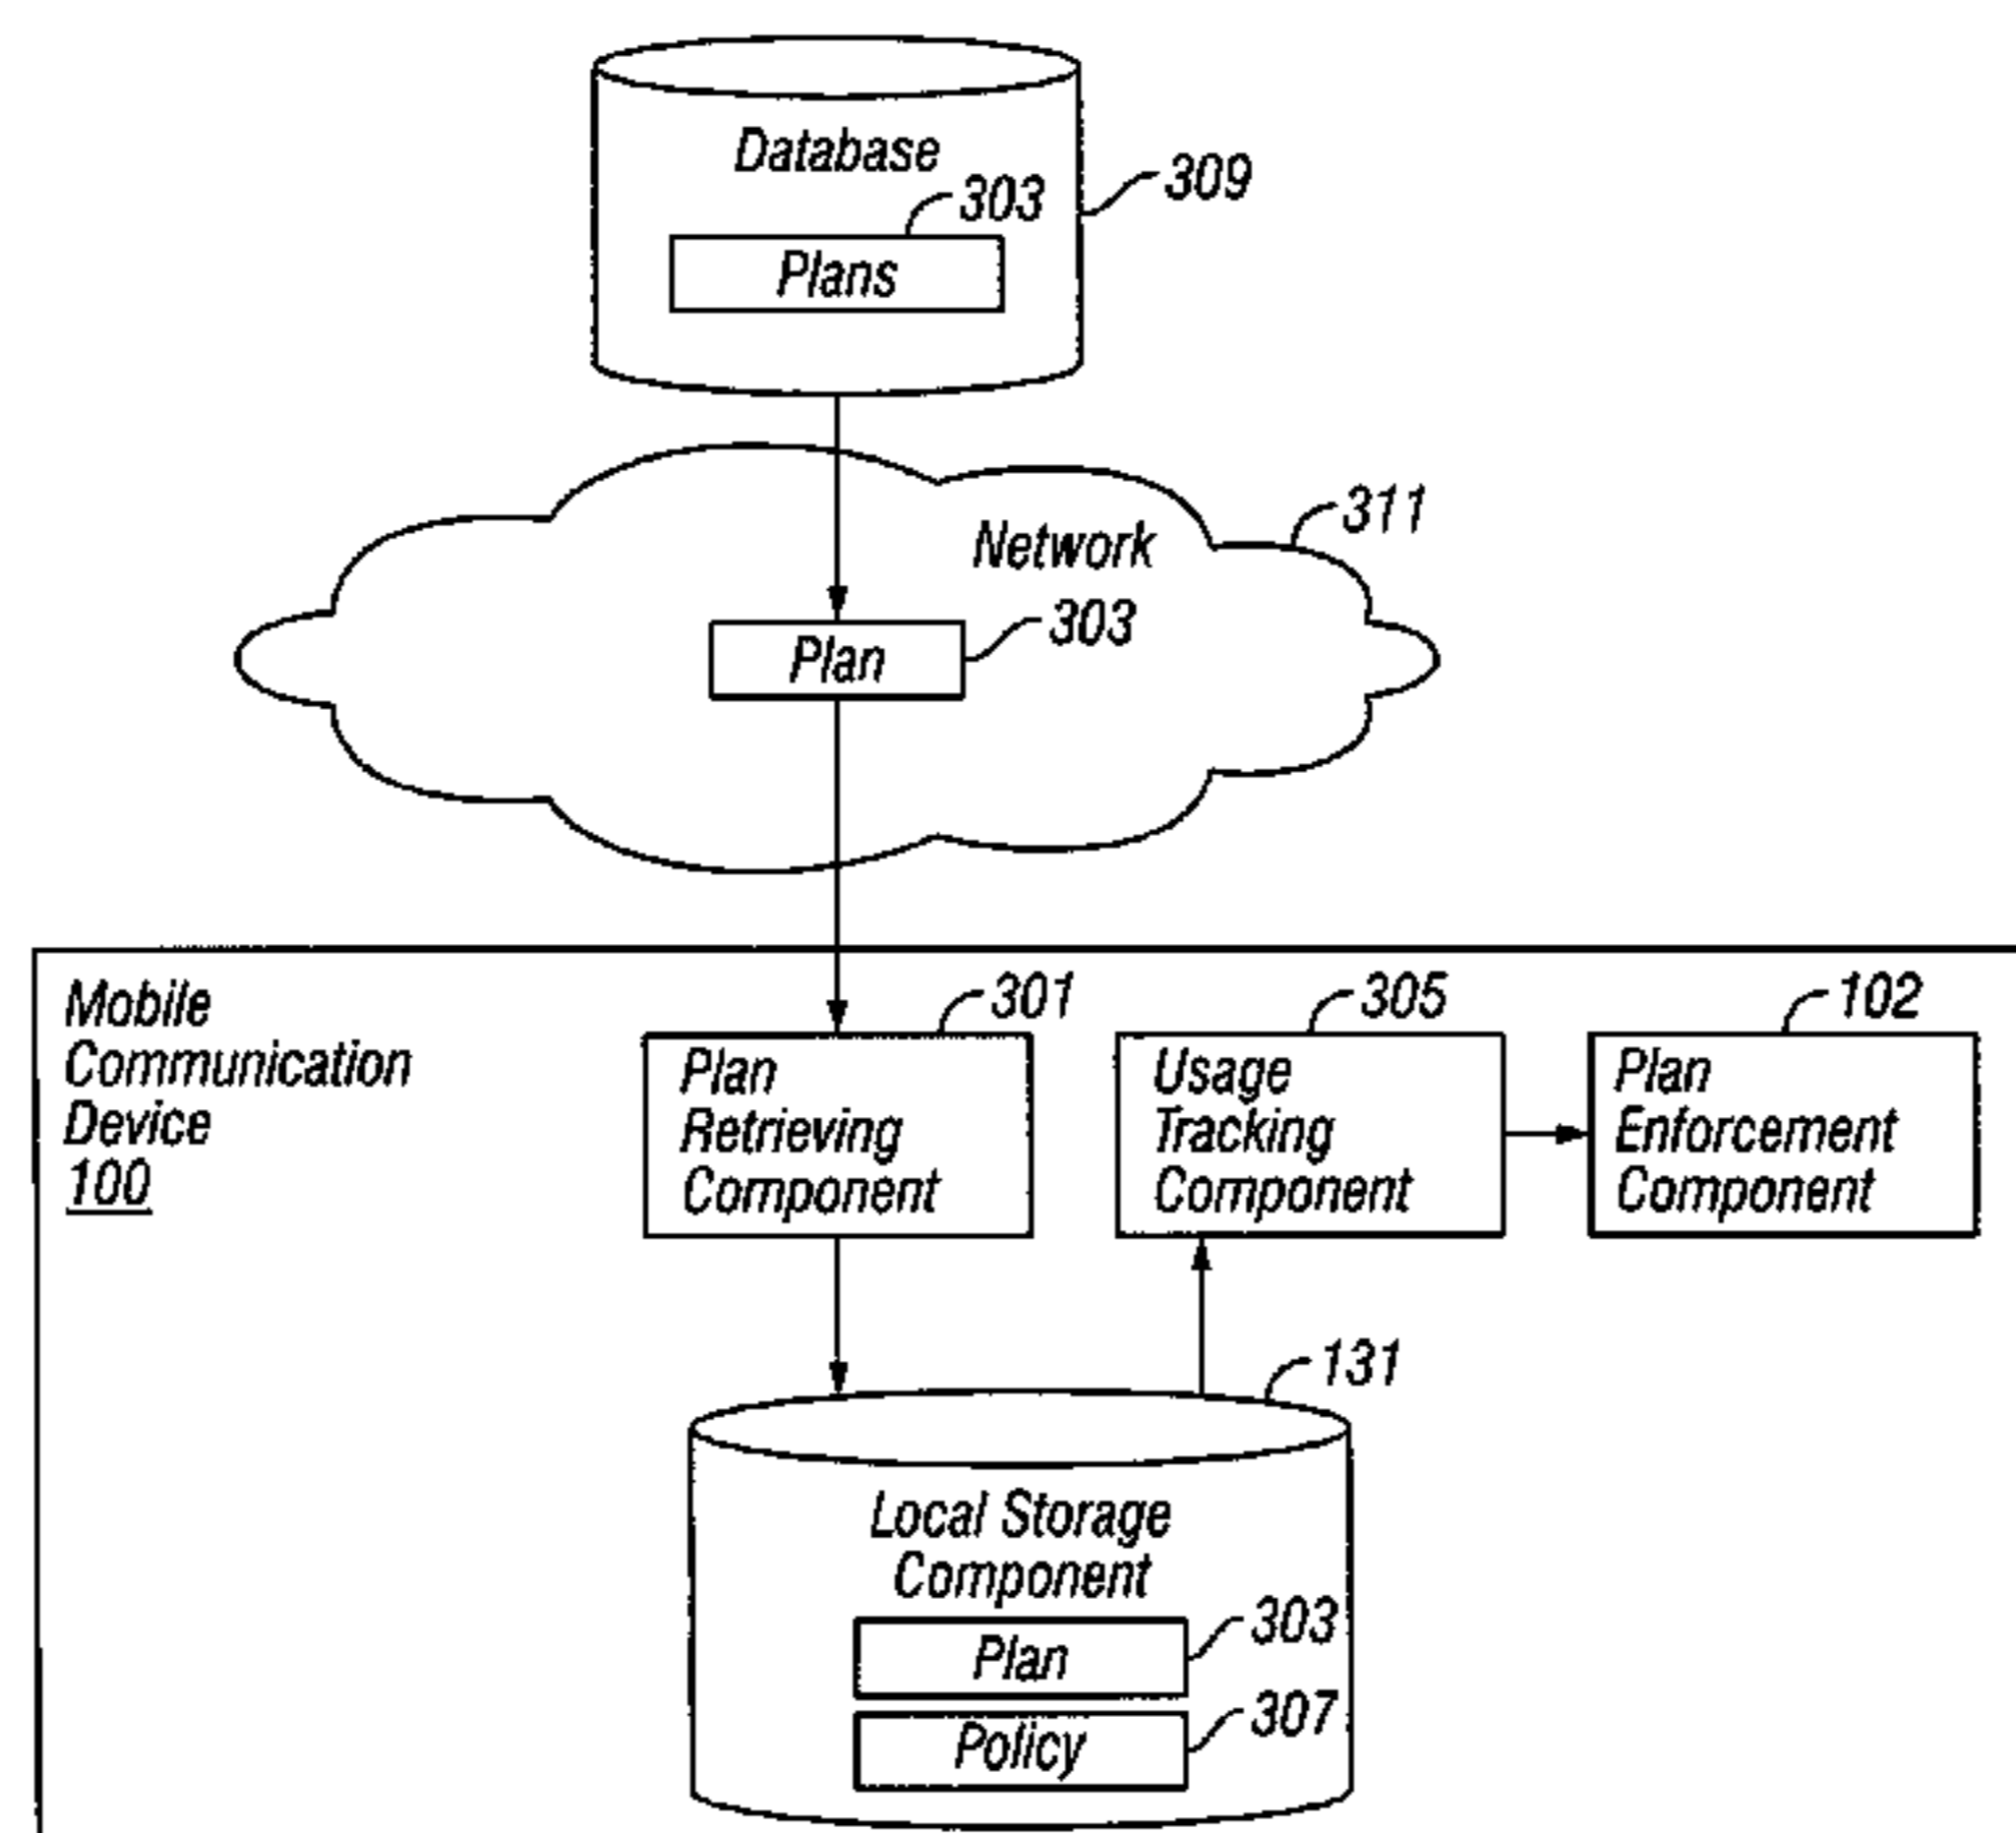 Database
309
303
Plans
311
Network
303
Plan
Mobile
Communication
Device
100
301
Plan
Retrieving
Component
305
Usage
Tracking
Component
102
Plan
Enforcement
Component
131
Local Storage
Component
303
Plan
307
Policy